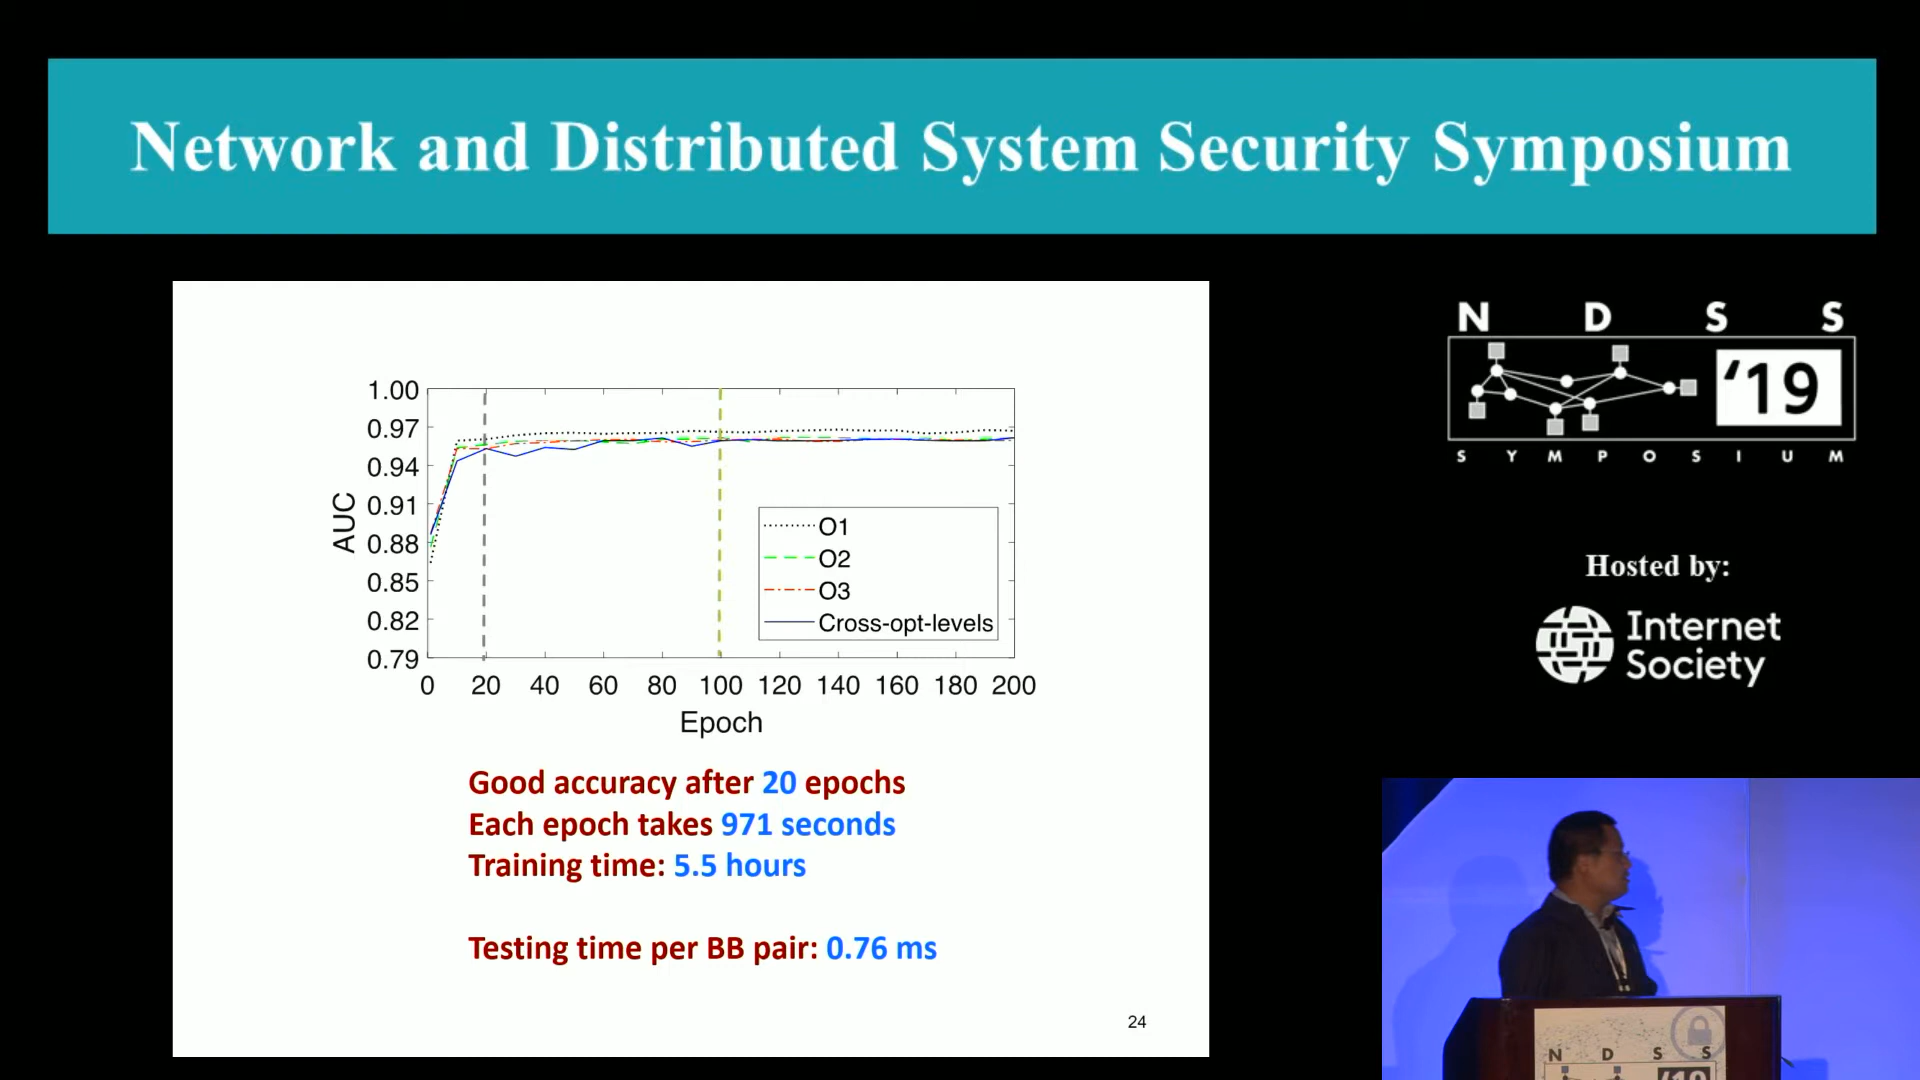 Network and Distributed System Security Symposium
N D S S
'19
S Y M P O S I U M
Hosted by:
Internet
Society
1.00
0.97
0.94
0.91
0.88
0.85
0.82
0.79
AUC
0 20 40 60 80 100 120 140 160 180 200
Epoch
O1
O2
O3
Cross-opt-levels
Good accuracy after 20 epochs
Each epoch takes 971 seconds
Training time: 5.5 hours
Testing time per BB pair: 0.76 ms
24
N D S S
'19